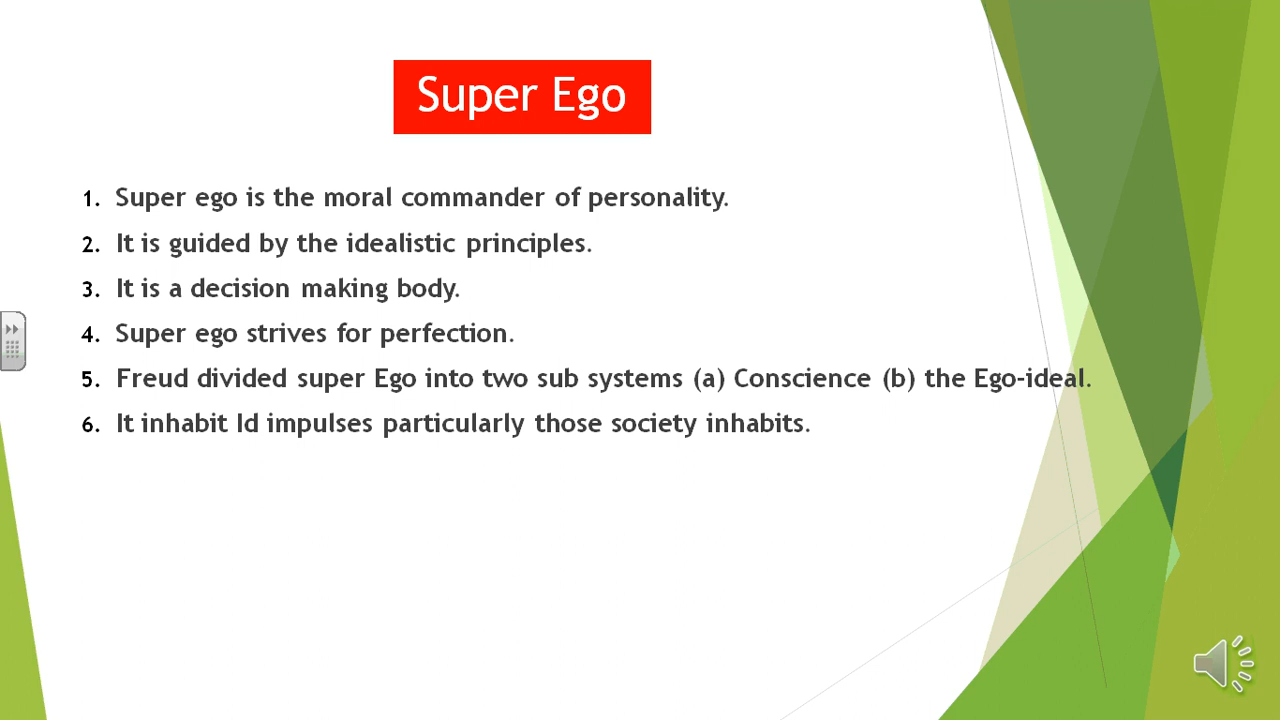 Super Ego
1. Super ego is the moral commander of personality.
2. It is guided by the idealistic principles.
3. It is a decision making body.
4. Super ego strives for perfection.
5. Freud divided super Ego into two sub systems (a) Conscience (b) the Ego-ideal.
6. It inhabit Id impulses particularly those society inhabits.